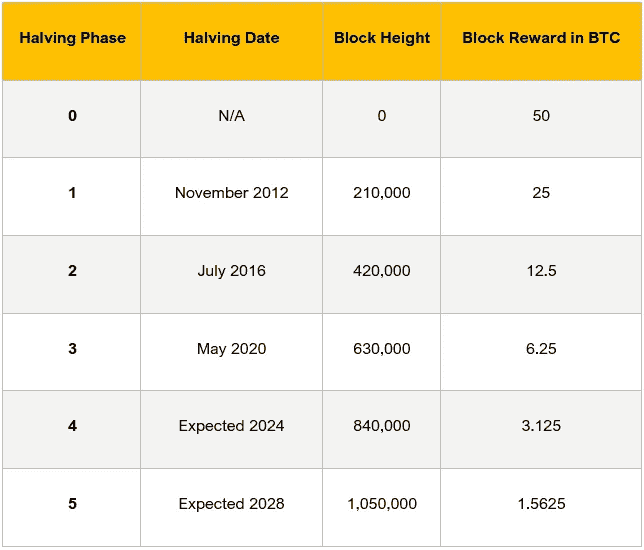 Halving Phase Halving Date Block Height Block Reward in BTC
0 N/A 0 50
1 November 2012 210,000 25
2 July 2016 420,000 12.5
3 May 2020 630,000 6.25
4 Expected 2024 840,000 3.125
5 Expected 2028 1,050,000 1.5625